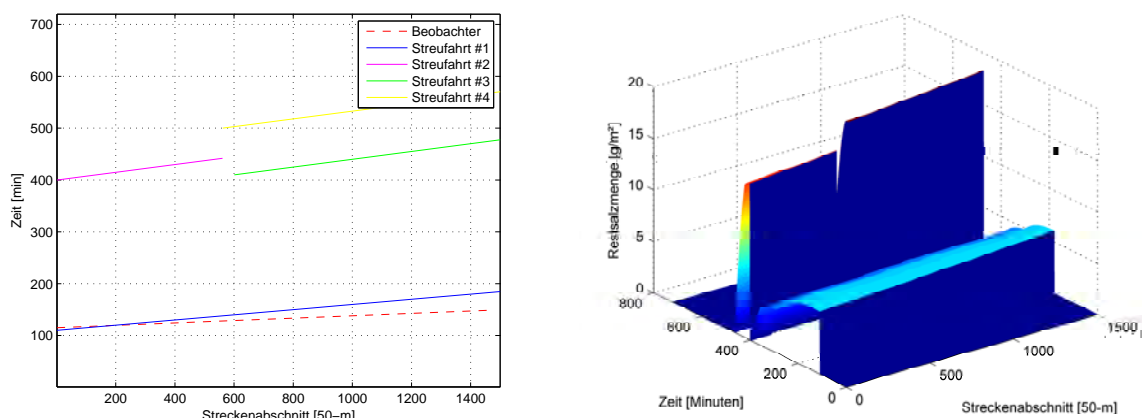 700
600
500
400
300
200
100
Zeit [min]
200 400 600 800 1000 1200 1400
Streckenabschnitt [50−m]
Beobachter
Streufahrt #1
Streufahrt #2
Streufahrt #3
Streufahrt #4
20
15
10
5
0
Restsalzmenge [g/m²]
800
600
400
200
0
Zeit [Minuten]
0
500
1000
1500
Streckenabschnitt [50-m]